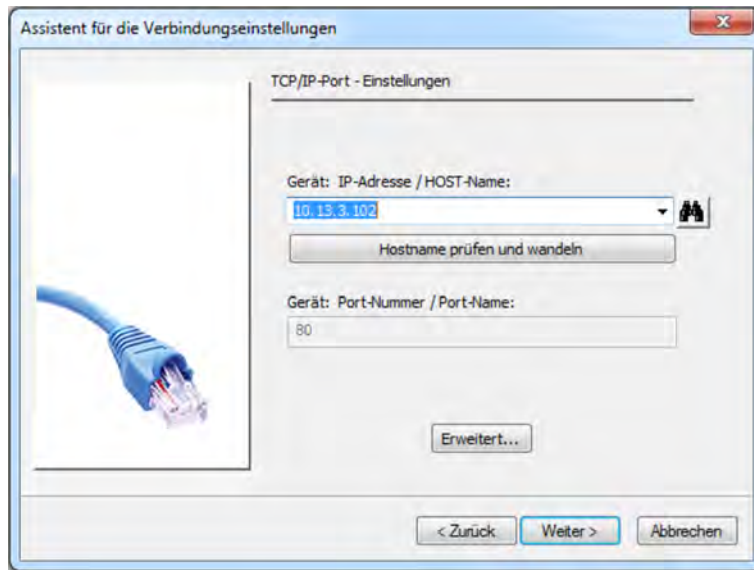 Assistent für die Verbindungseinstellungen
TCP/IP-Port - Einstellungen
Gerät: IP-Adresse / HOST-Name:
10.13.3.102
Hostname prüfen und wandeln
Gerät: Port-Nummer / Port-Name:
80
Erweitert...
< Zurück
Weiter >
Abbrechen